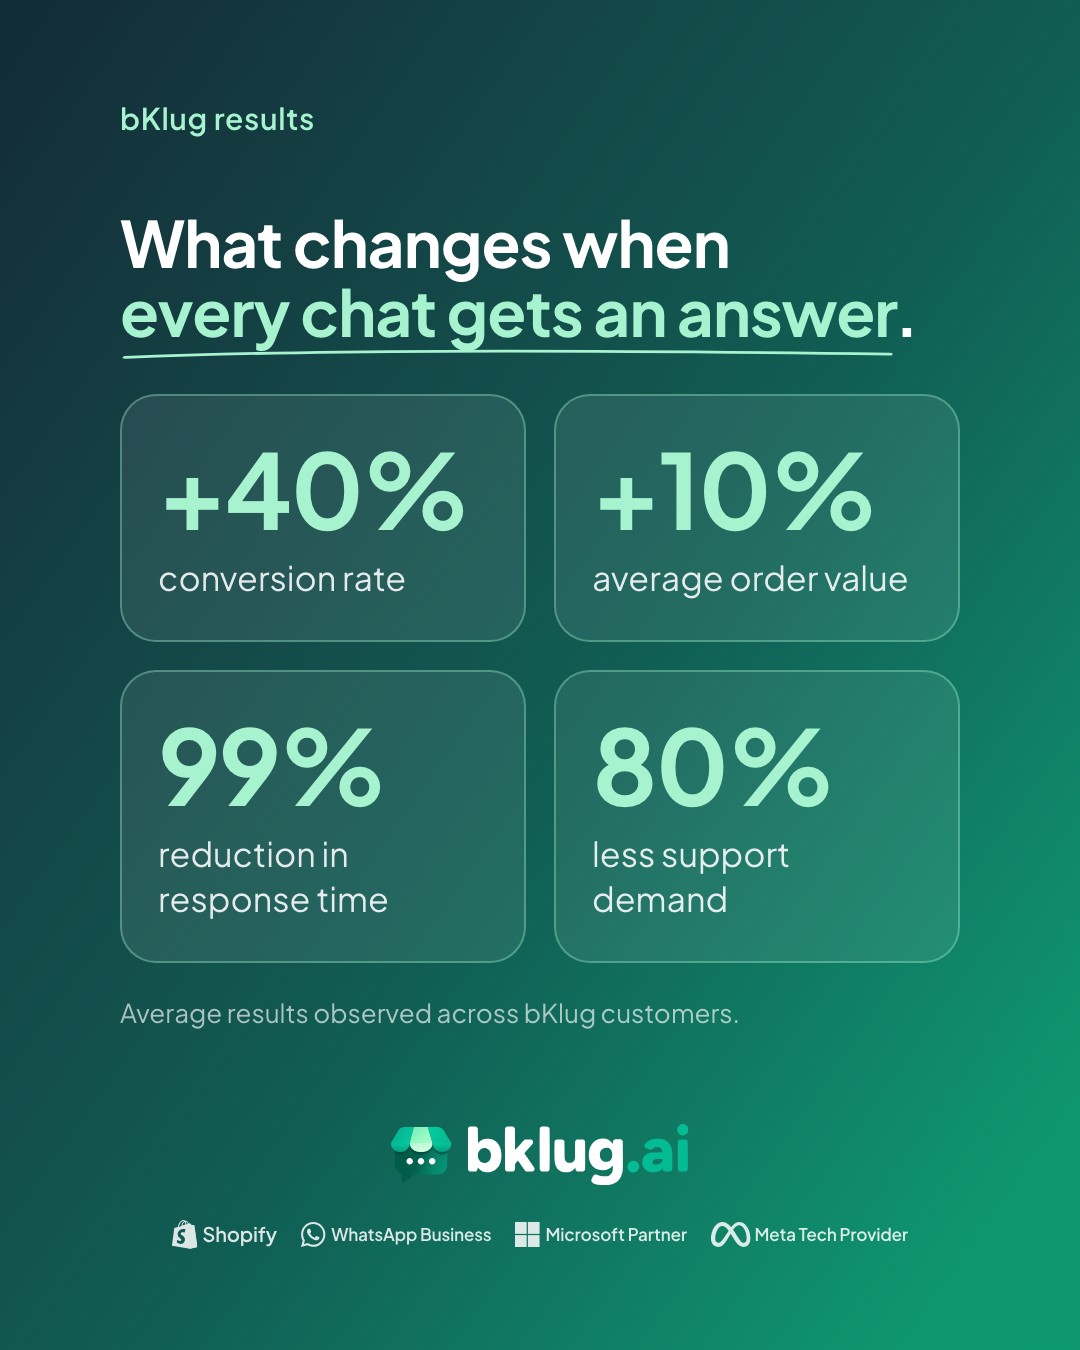 bKlug results
What changes when
every chat gets an answer.
+40%
conversion rate
+10%
average order value
99%
reduction in
response time
80%
less support
demand
Average results observed across bKlug customers.
bklug.ai
Shopify
WhatsApp Business
Microsoft Partner
Meta Tech Provider